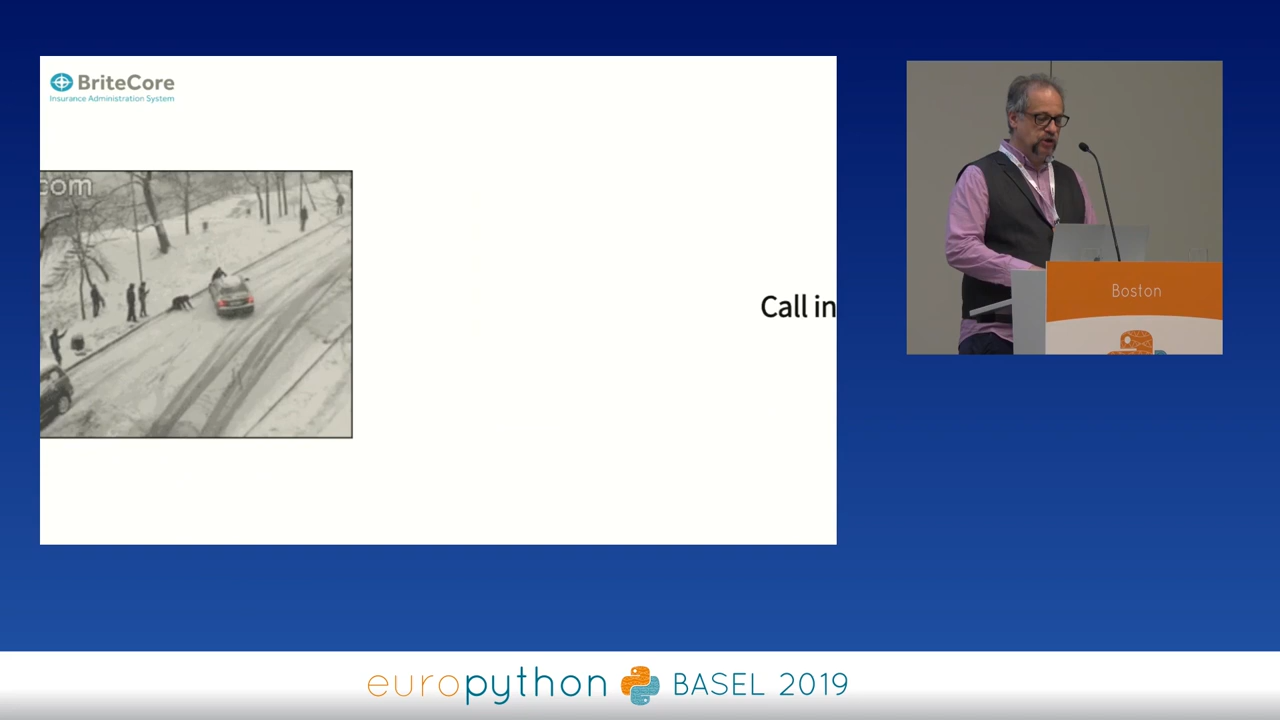 BriteCore
Insurance Administration System
com
Call in
Boston
europython BASEL 2019